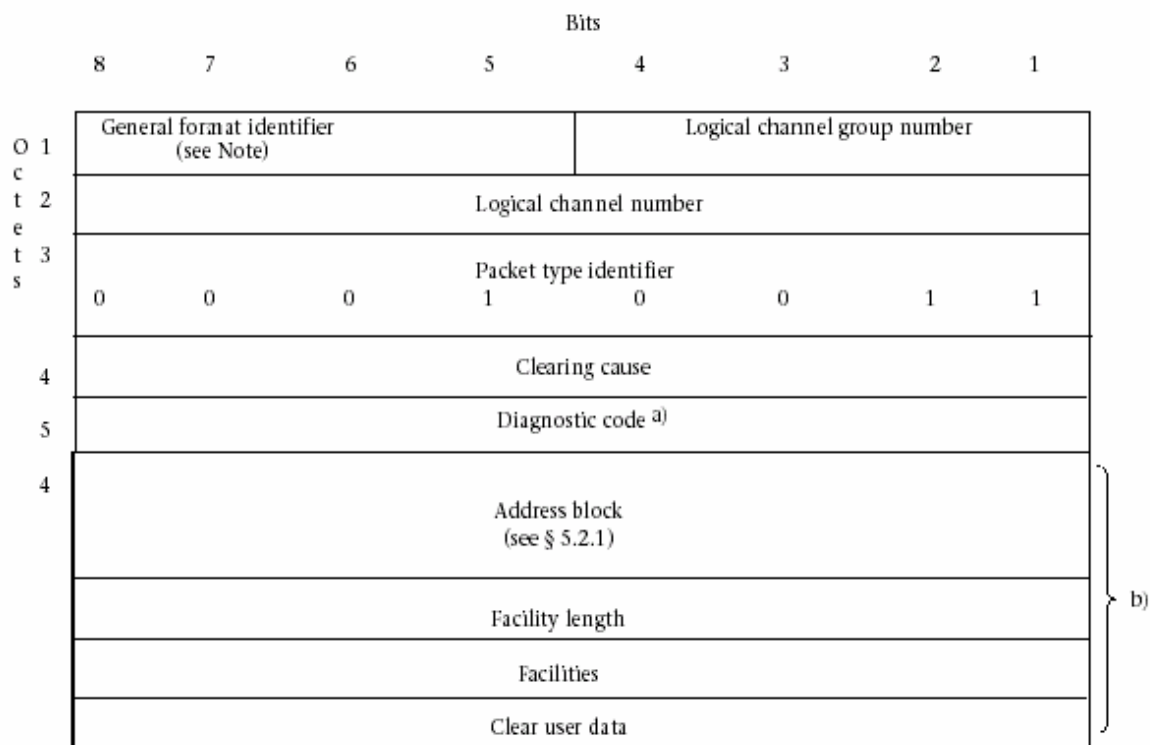 Bits
8 7 6 5 4 3 2 1
Octets
1 General format identifier Logical channel group number
(see Note)
2 Logical channel number
3 Packet type identifier
0 0 0 1 0 0 1 1
4 Clearing cause
5 Diagnostic code a)
4 Address block
(see § 5.2.1)
Facility length
b)
Facilities
Clear user data